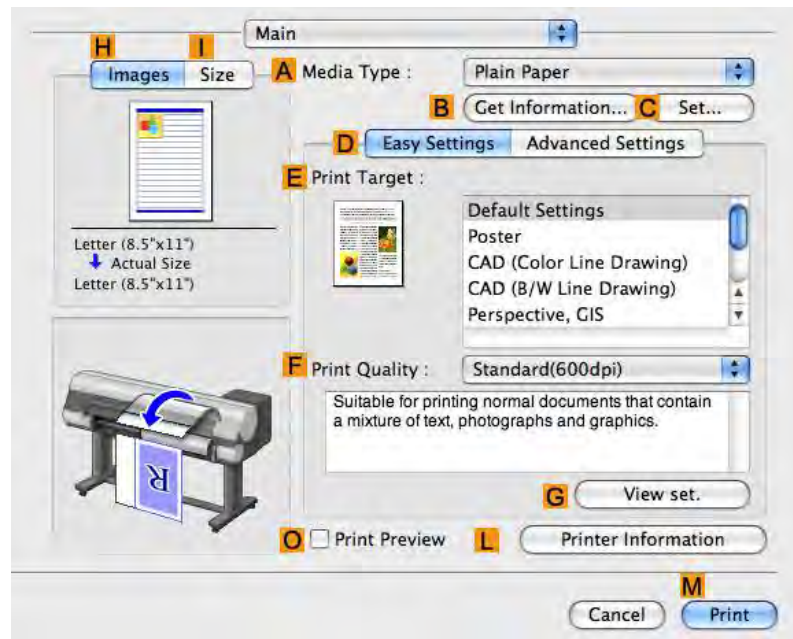 Main
H I
Images Size
A Media Type : Plain Paper
B Get Information... C Set...
D Easy Settings Advanced Settings
E Print Target :
Default Settings
Poster
CAD (Color Line Drawing)
CAD (B/W Line Drawing)
Perspective, GIS
Letter (8.5"x11")
Actual Size
Letter (8.5"x11")
F Print Quality : Standard(600dpi)
Suitable for printing normal documents that contain
a mixture of text, photographs and graphics.
R
G View set.
O Print Preview L Printer Information
M
Cancel Print